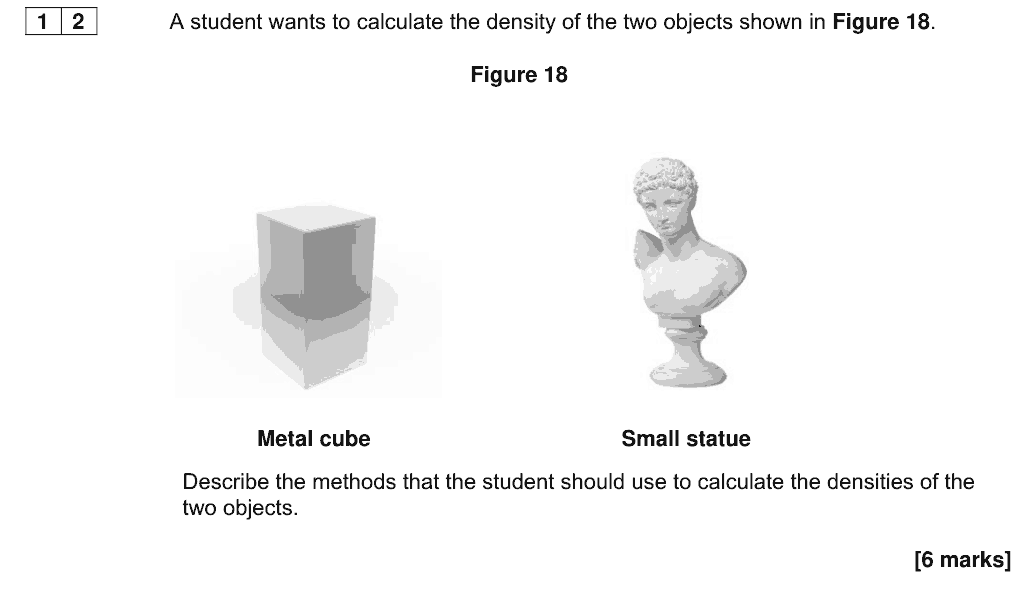 1 2 A student wants to calculate the density of the two objects shown in Figure 18.
Figure 18
Metal cube Small statue
Describe the methods that the student should use to calculate the densities of the
two objects.
[6 marks]